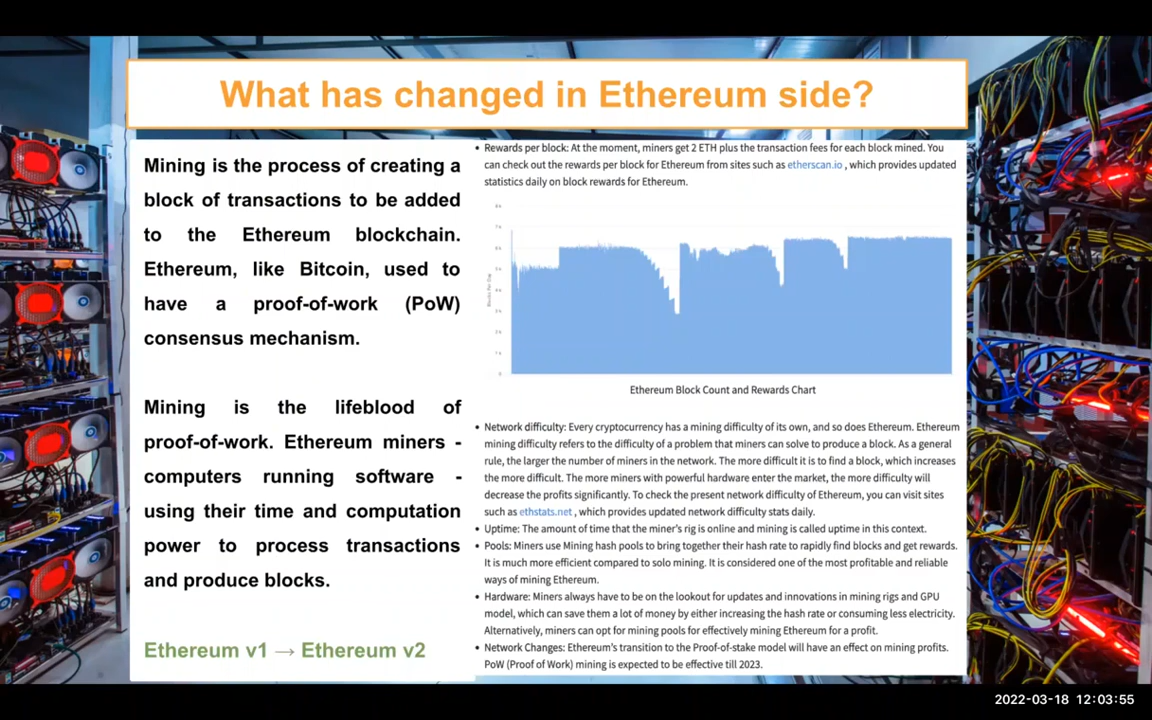 What has changed in Ethereum side?
Mining is the process of creating a
block of transactions to be added
to the Ethereum blockchain.
Ethereum, like Bitcoin, used to
have a proof-of-work (PoW)
consensus mechanism.
Mining is the lifeblood of
proof-of-work. Ethereum miners -
computers running software -
using their time and computation
power to process transactions
and produce blocks.
Ethereum v1 → Ethereum v2
• Rewards per block: At the moment, miners get 2 ETH plus the transaction fees for each block mined. You
can check out the rewards per block for Ethereum from sites such as etherscan.io , which provides updated
statistics daily on block rewards for Ethereum.
Blocks Per Day
Ethereum Block Count and Rewards Chart
• Network difficulty: Every cryptocurrency has a mining difficulty of its own, and so does Ethereum. Ethereum
mining difficulty refers to the difficulty of a problem that miners can solve to produce a block. As a general
rule, the larger the number of miners in the network. The more difficult it is to find a block, which increases
the more difficult. The more miners with powerful hardware enter the market, the more difficulty will
decrease the profits significantly. To check the present network difficulty of Ethereum, you can visit sites
such as ethstats.net , which provides updated network difficulty stats daily.
• Uptime: The amount of time that the miner's rig is online and mining is called uptime in this context.
• Pools: Miners use Mining hash pools to bring together their hash rate to rapidly find blocks and get rewards.
It is much more efficient compared to solo mining. It is considered one of the most profitable and reliable
ways of mining Ethereum.
• Hardware: Miners always have to be on the lookout for updates and innovations in mining rigs and GPU
model, which can save them a lot of money by either increasing the hash rate or consuming less electricity.
Alternatively, miners can opt for mining pools for effectively mining Ethereum for a profit.
• Network Changes: Ethereum's transition to the Proof-of-stake model will have an effect on mining profits.
PoW (Proof of Work) mining is expected to be effective till 2023.
2022-03-18 12:03:55